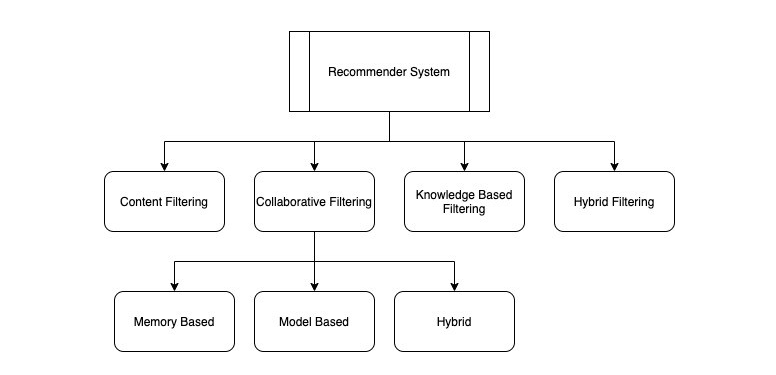 Recommender System
Content Filtering
Collaborative Filtering
Knowledge Based
Filtering
Hybrid Filtering
Memory Based
Model Based
Hybrid